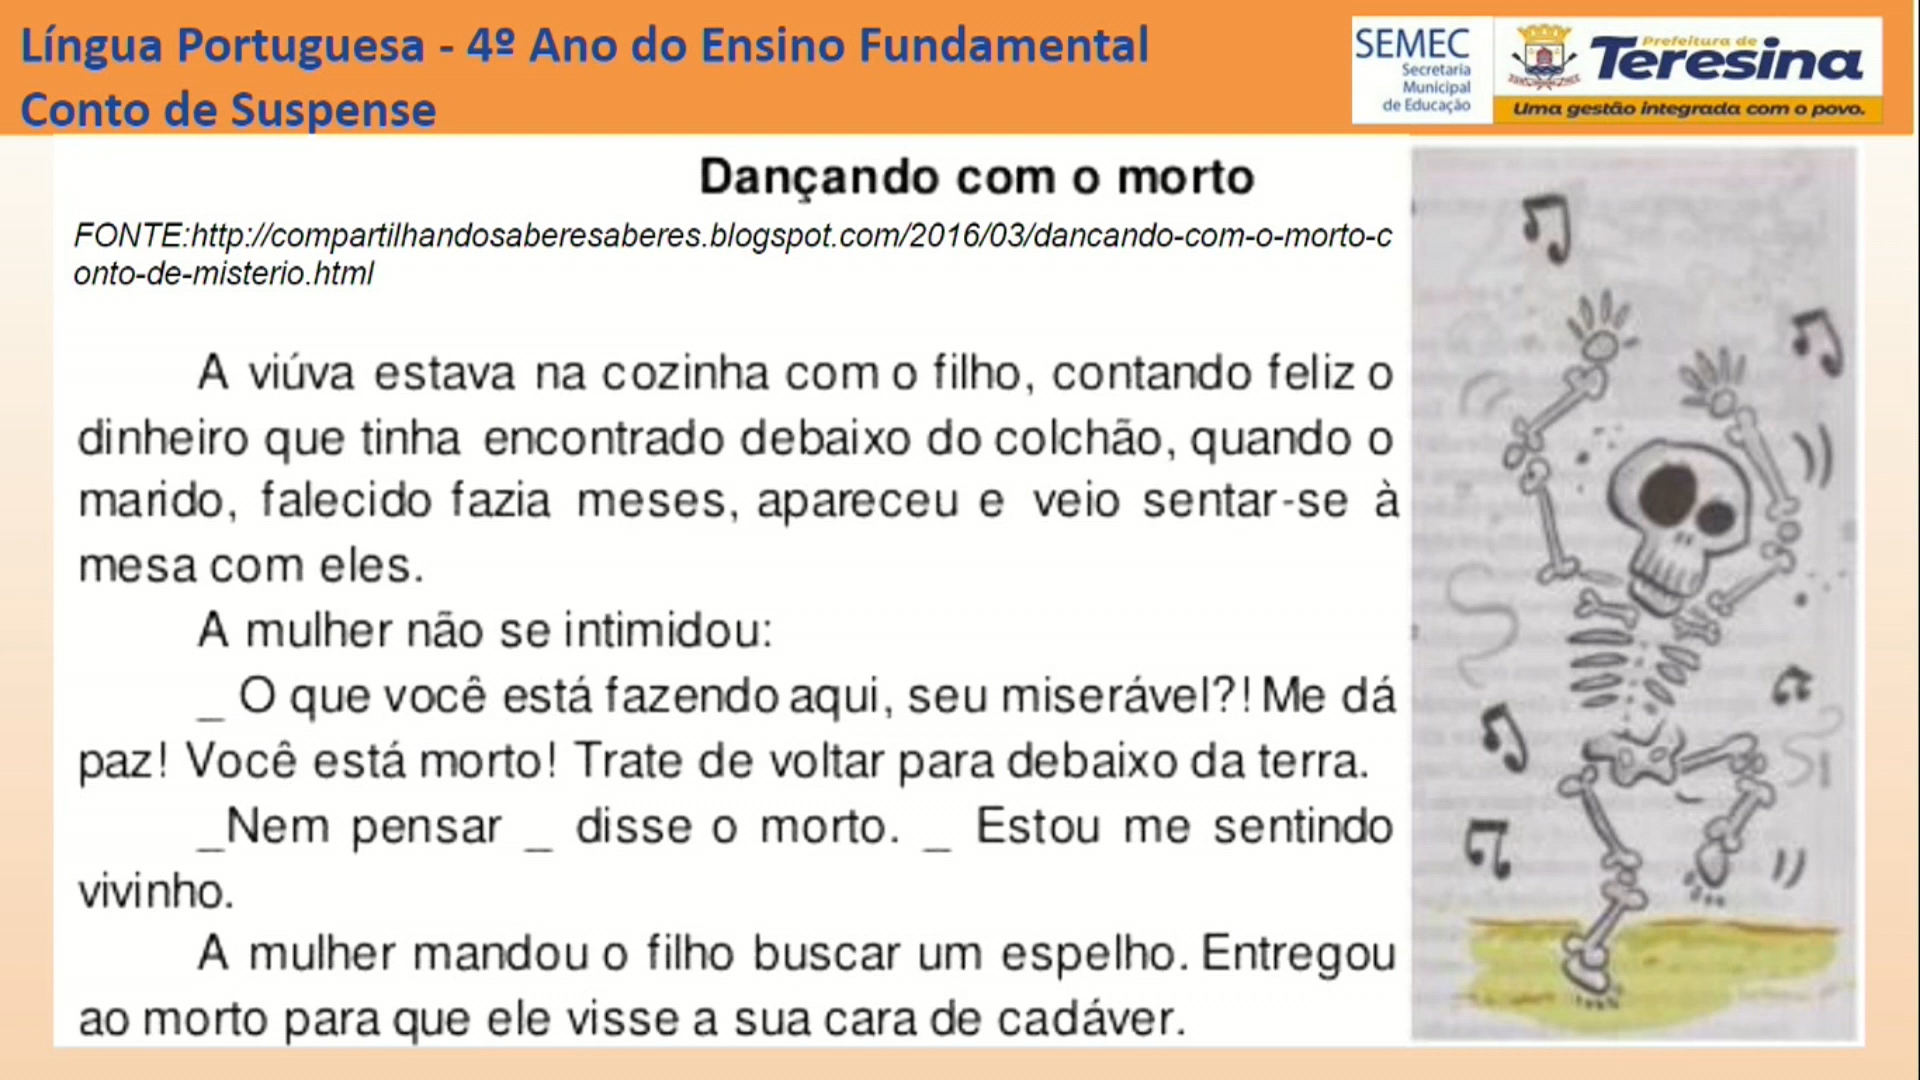 Língua Portuguesa - 4º Ano do Ensino Fundamental
Conto de Suspense
SEMEC
Secretaria
Municipal
de Educação
Prefeitura de
Teresina
Uma gestão integrada com o povo.
Dançando com o morto
FONTE:http://compartilhandosaberesaberes.blogspot.com/2016/03/dancando-com-o-morto-c
onto-de-misterio.html
A viúva estava na cozinha com o filho, contando feliz o
dinheiro que tinha encontrado debaixo do colchão, quando o
marido, falecido fazia meses, apareceu e veio sentar-se à
mesa com eles.
A mulher não se intimidou:
_ O que você está fazendo aqui, seu miserável?! Me dá
paz! Você está morto! Trate de voltar para debaixo da terra.
_Nem pensar _ disse o morto. _ Estou me sentindo
vivinho.
A mulher mandou o filho buscar um espelho. Entregou
ao morto para que ele visse a sua cara de cadáver.